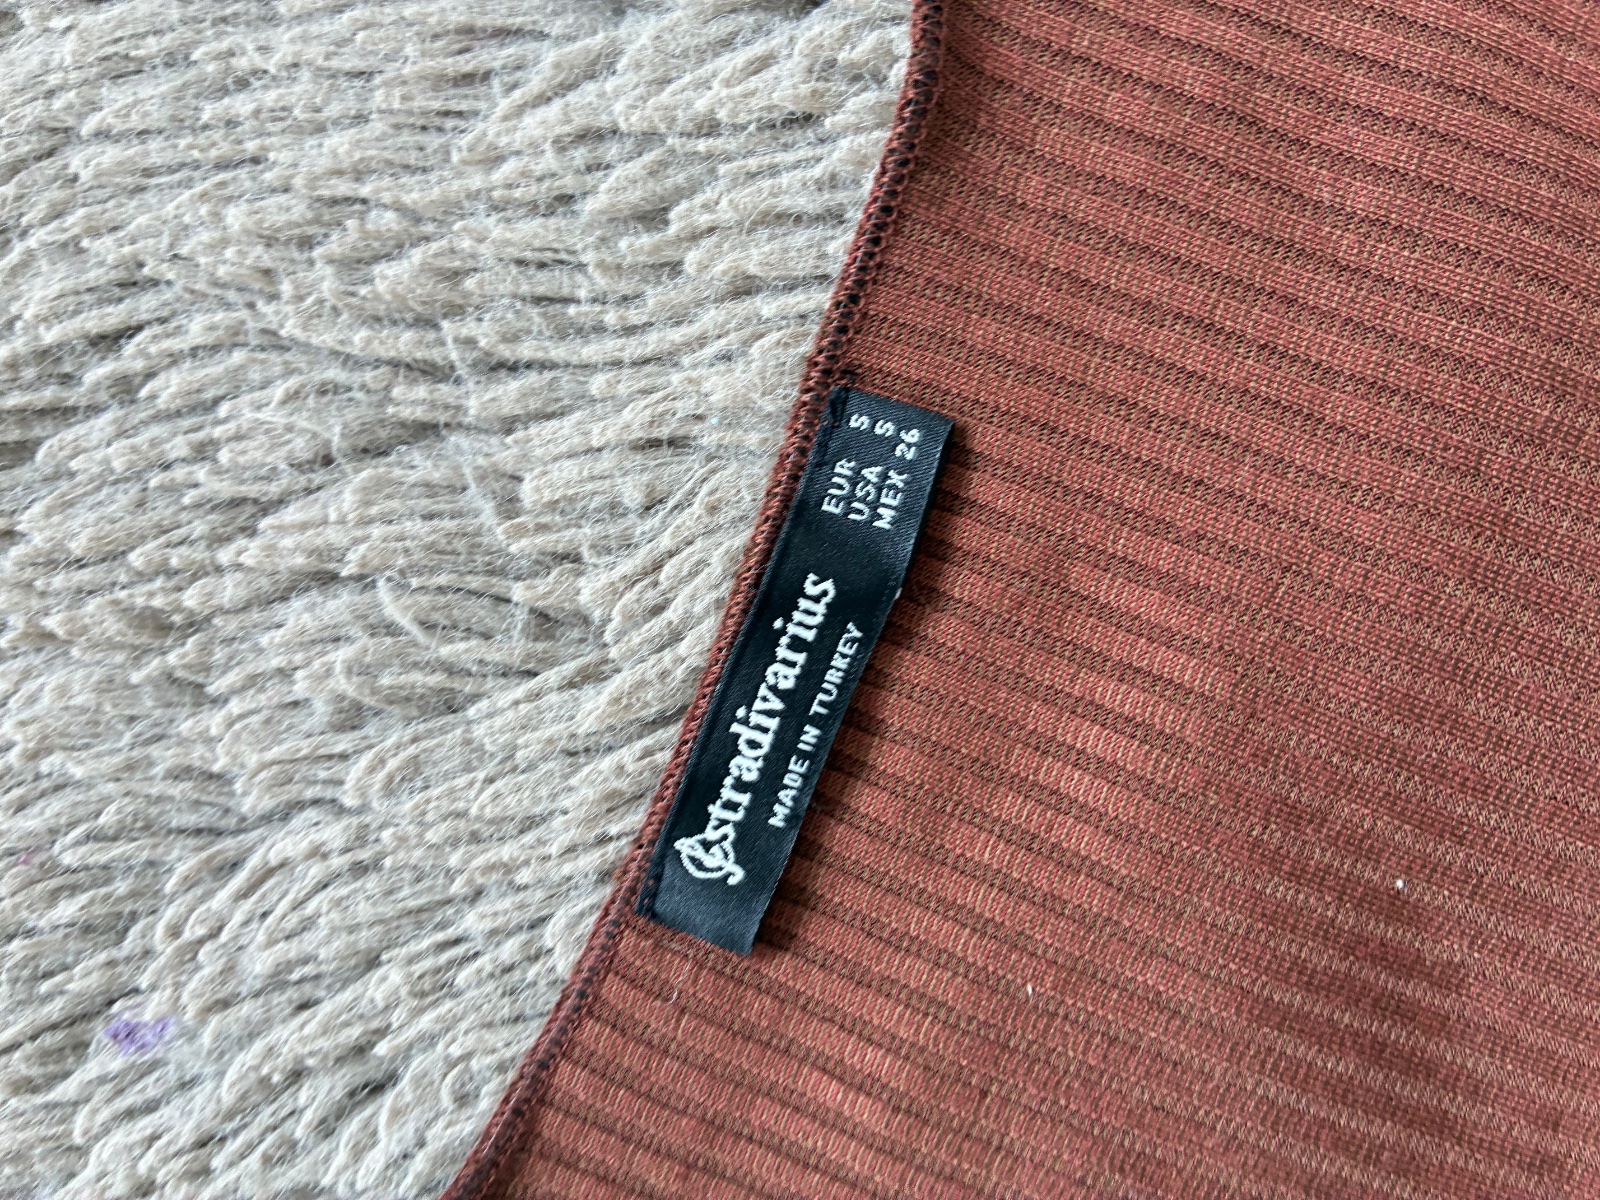 Stradivarius
MADE IN TURKEY
EUR S
USA S
MEX 26